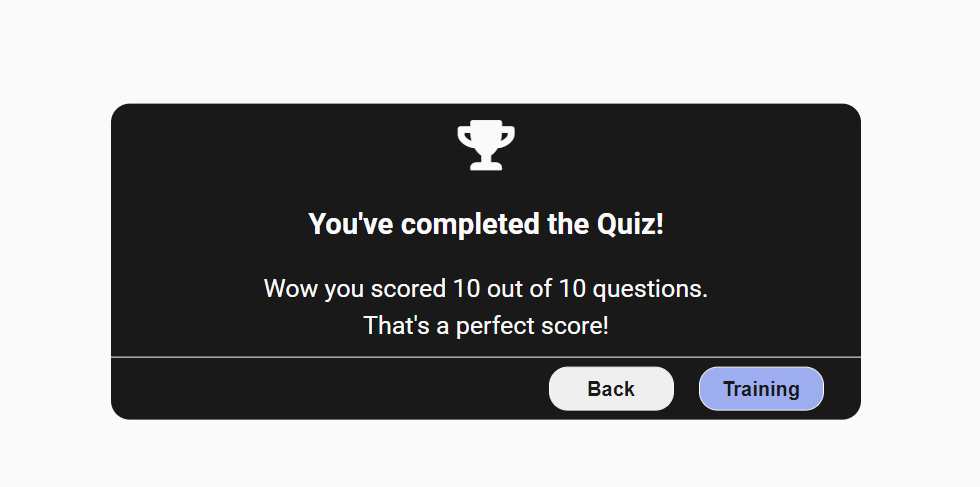 You've completed the Quiz!
Wow you scored 10 out of 10 questions.
That's a perfect score!
Back
Training